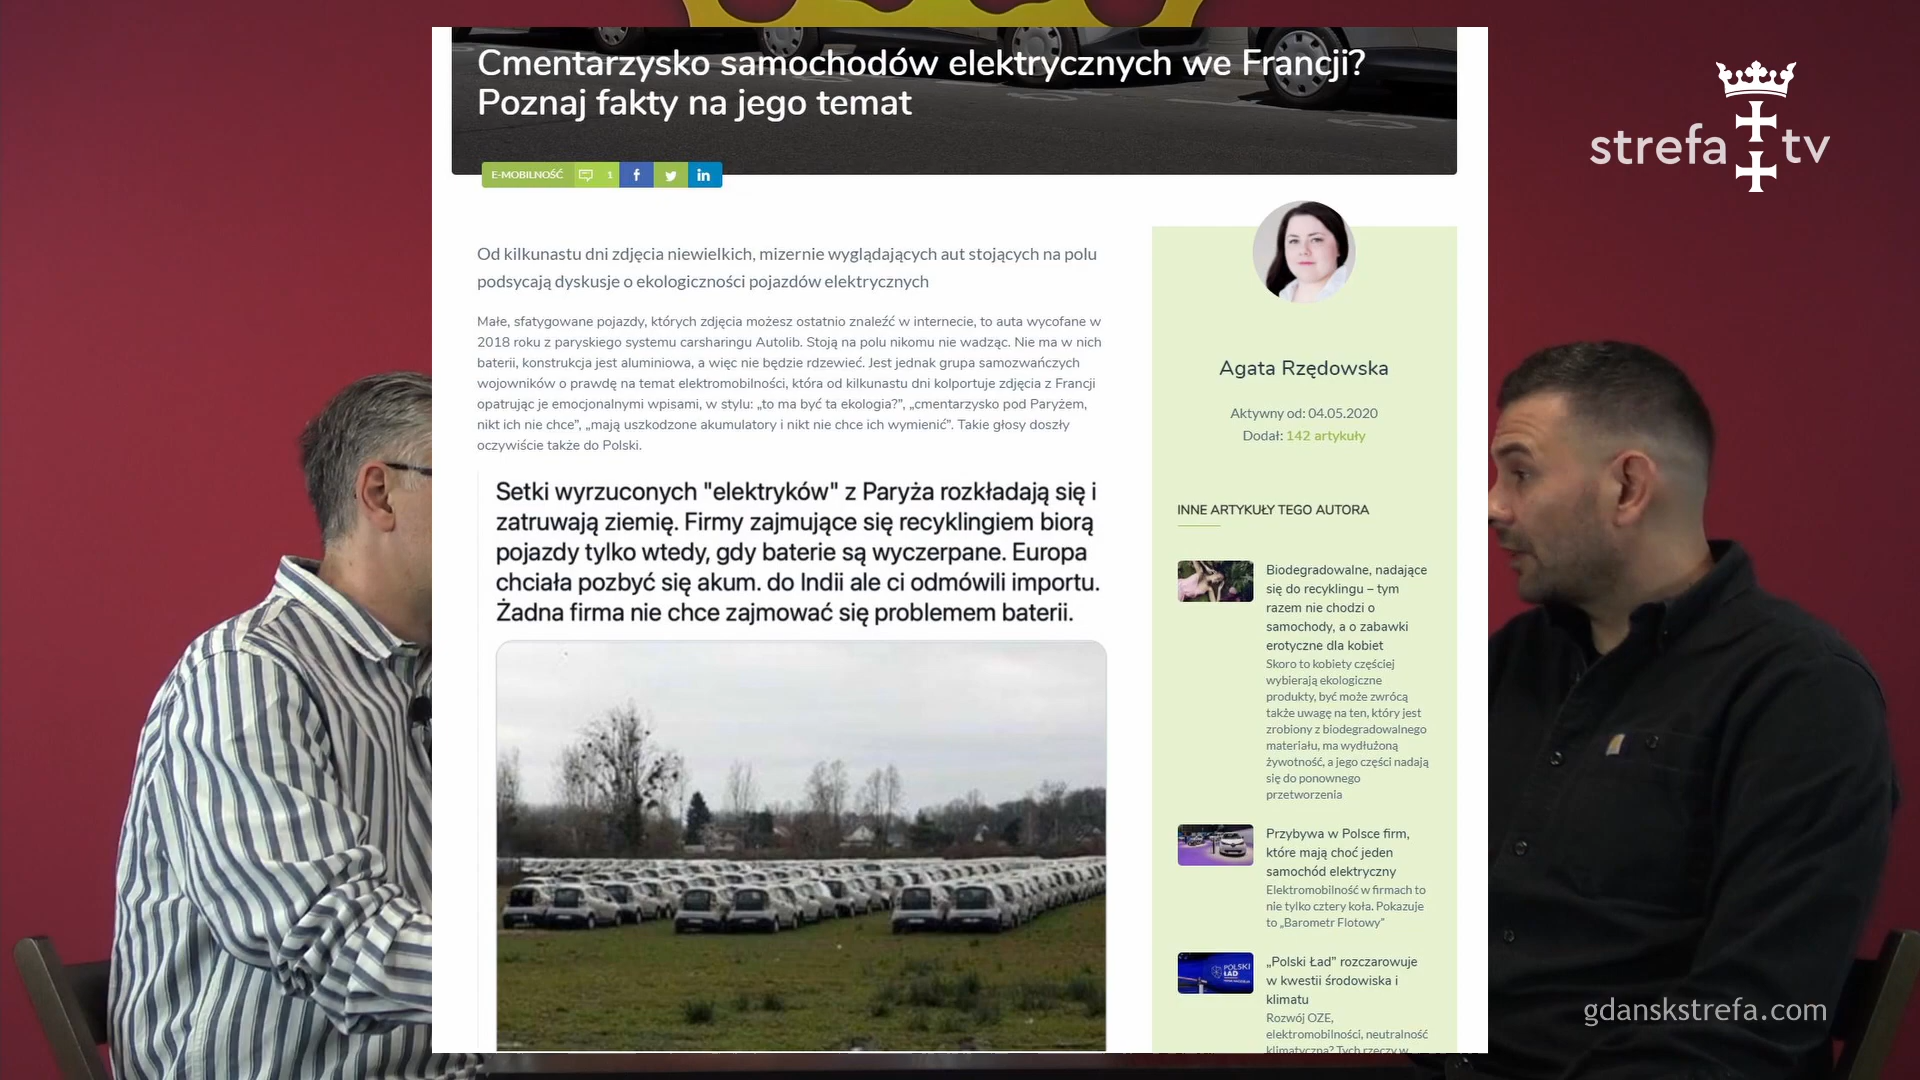 Cmentarzysko samochodów elektrycznych we Francji?
Poznaj fakty na jego temat
E-MOBILNOŚĆ 1 f in
strefa tv
Od kilkunastu dni zdjęcia niewielkich, mizernie wyglądających aut stojących na polu
podsycają dyskusje o ekologiczności pojazdów elektrycznych
Małe, sfatygowane pojazdy, których zdjęcia możesz ostatnio znaleźć w internecie, to auta wycofane w
2018 roku z paryskiego systemu carsharingu Autolib. Stoją na polu nikomu nie wadząc. Nie ma w nich
baterii, konstrukcja jest aluminiowa, a więc nie będzie rdzewieć. Jest jednak grupa samozwańczych
wojowników o prawdę na temat elektromobilności, która od kilkunastu dni kolportuje zdjęcia z Francji
opatrując je emocjonalnymi wpisami, w stylu: „to ma być ta ekologia?”, „cmentarzysko pod Paryżem,
nikt ich nie chce”, „mają uszkodzone akumulatory i nikt nie chce ich wymienić”. Takie głosy doszły
oczywiście także do Polski.
Setki wyrzuconych "elektryków" z Paryża rozkładają się i
zatruwają ziemię. Firmy zajmujące się recyklingiem biorą
pojazdy tylko wtedy, gdy baterie są wyczerpane. Europa
chciała pozbyć się akum. do Indii ale ci odmówili importu.
Żadna firma nie chce zajmować się problemem baterii.
Agata Rzędowska
Aktywny od: 04.05.2020
Dodał: 142 artykuły
INNE ARTYKUŁY TEGO AUTORA
Biodegradowalne, nadające
się do recyklingu – tym
razem nie chodzi o
samochody, a o zabawki
erotyczne dla kobiet
Skoro to kobiety częściej
wybierają ekologiczne
produkty, być może zwrócą
także uwagę na ten, który jest
zrobiony z biodegradowalnego
materiału, ma wydłużoną
żywotność, a jego części nadają
się do ponownego
przetworzenia
Przybywa w Polsce firm,
które mają choć jeden
samochód elektryczny
Elektromobilność w firmach to
nie tylko cztery koła. Pokazuje
to „Barometr Flotowy”
POLSKI
ŁAD
„Polski Ład” rozczarowuje
w kwestii środowiska i
klimatu
Rozwój OZE,
elektromobilności, neutralność
klimatyczna? Tych rzeczy w
gdanskstrefa.com